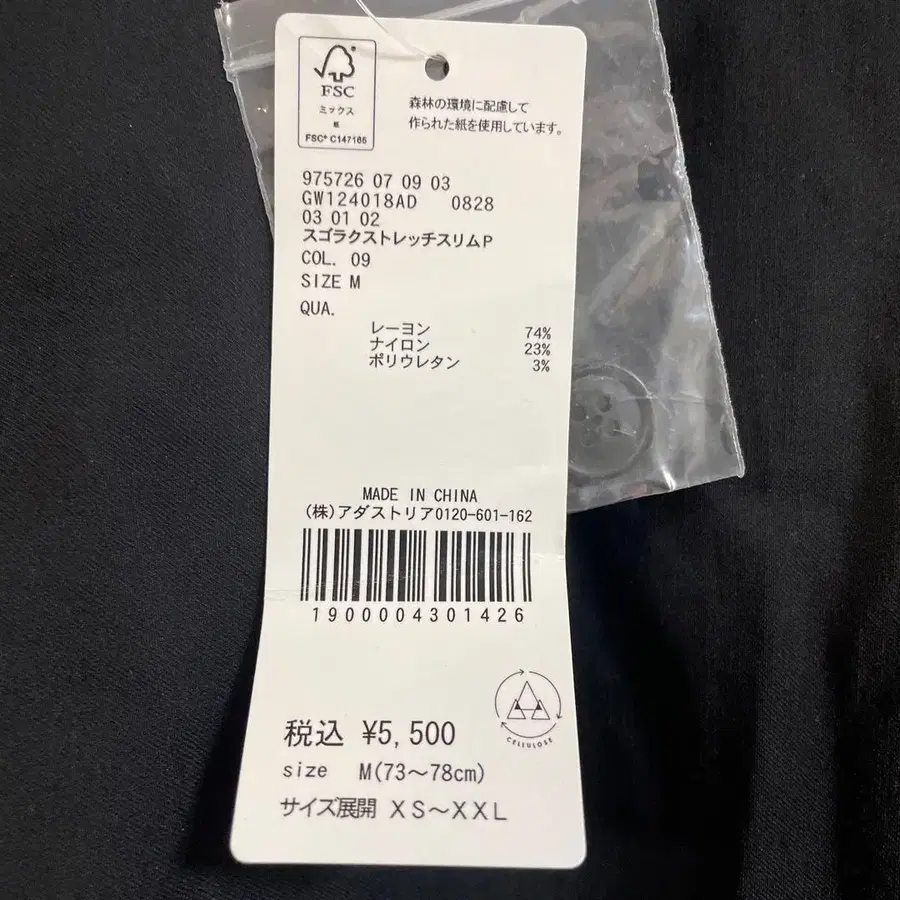 FSC
ミックス
紙
FSC® C147166
森林の環境に配慮して
作られた紙を使用しています。
975726 07 09 03
GW124018AD 0828
03 01 02
スゴラクストレッチスリムP
COL. 09
SIZE M
QUA.
レーヨン 74%
ナイロン 23%
ポリウレタン 3%
MADE IN CHINA
(株)アダストリア0120-601-162
1900004301426
CELLULOSE
税込 ¥5,500
size M(73～78cm)
サイズ展開 XS～XXL